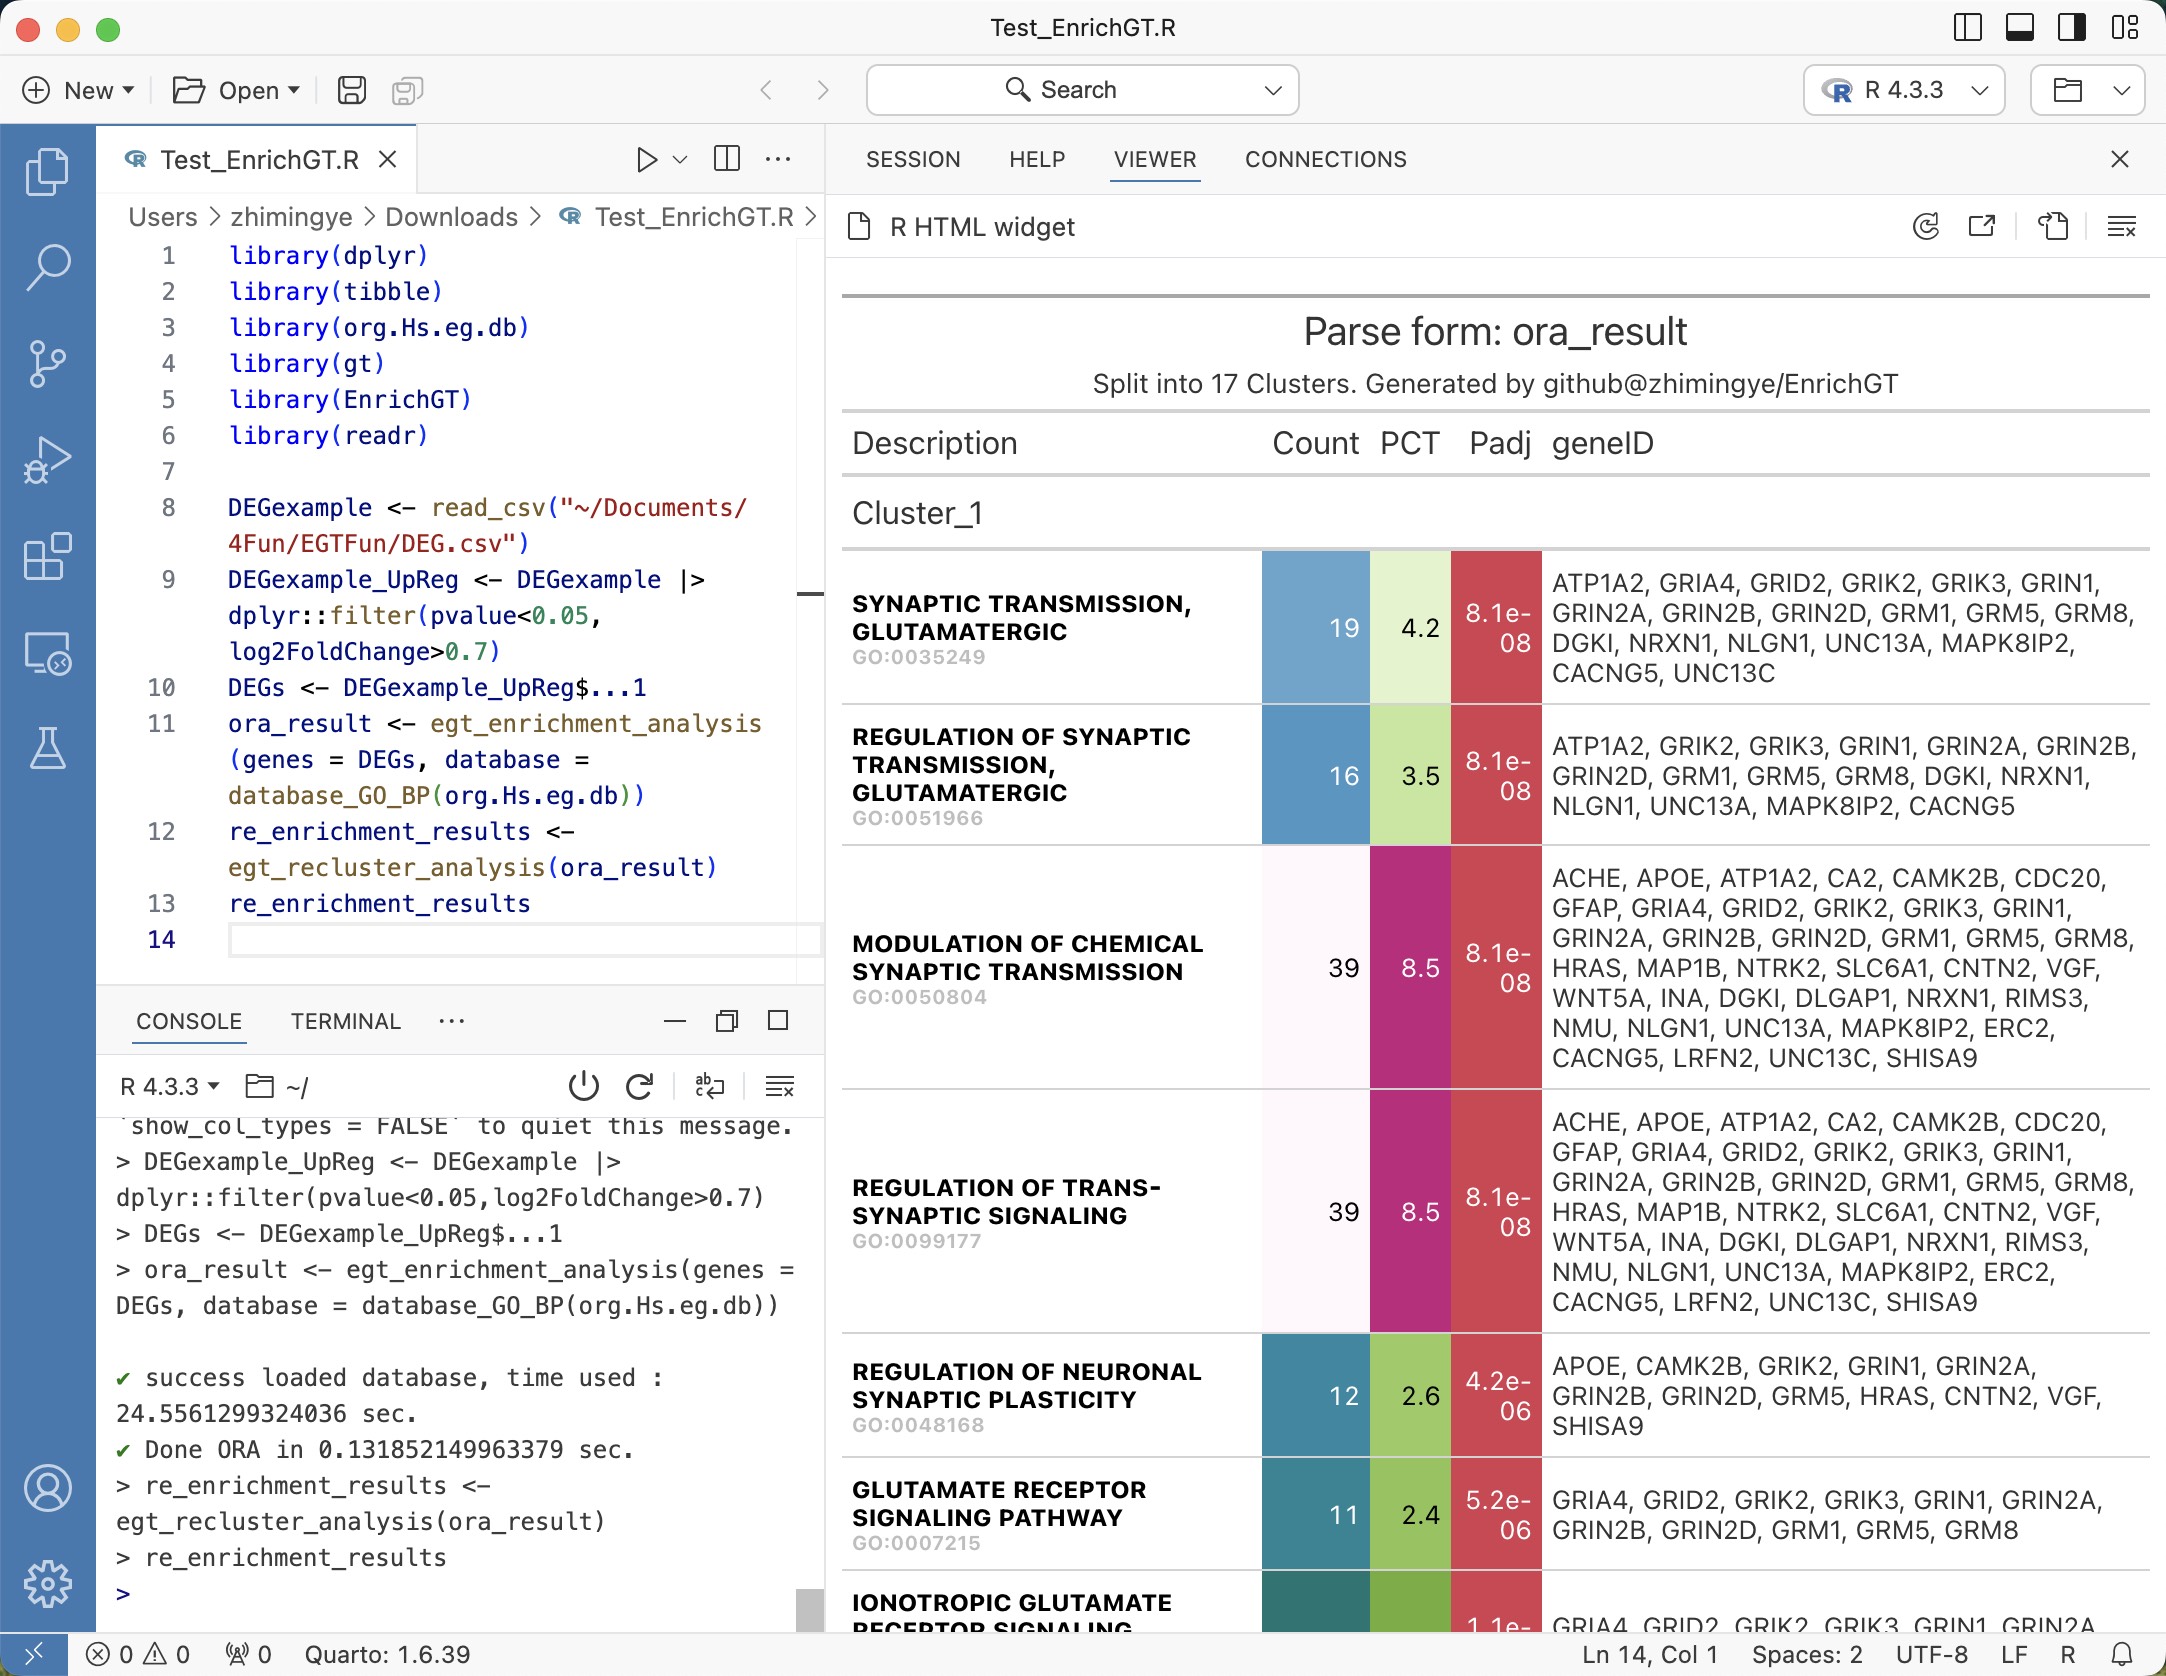 Test_EnrichGT.R
New
Open
Search
R 4.3.3
Test_EnrichGT.R
Users > zhimingye > Downloads > Test_EnrichGT.R >
1 library(dplyr)
2 library(tibble)
3 library(org.Hs.eg.db)
4 library(gt)
5 library(EnrichGT)
6 library(readr)
7
8 DEGexample <- read_csv("~/Documents/
4Fun/EGTFun/DEG.csv")
9 DEGexample_UpReg <- DEGexample |>
dplyr::filter(pvalue<0.05,
log2FoldChange>0.7)
10 DEGs <- DEGexample_UpReg$...1
11 ora_result <- egt_enrichment_analysis
(genes = DEGs, database =
database_GO_BP(org.Hs.eg.db))
12 re_enrichment_results <-
egt_recluster_analysis(ora_result)
13 re_enrichment_results
14
CONSOLE TERMINAL ...
R 4.3.3 ~/
`show_col_types = FALSE` to quiet this message.
> DEGexample_UpReg <- DEGexample |>
dplyr::filter(pvalue<0.05,log2FoldChange>0.7)
> DEGs <- DEGexample_UpReg$...1
> ora_result <- egt_enrichment_analysis(genes =
DEGs, database = database_GO_BP(org.Hs.eg.db))
✔ success loaded database, time used :
24.5561299324036 sec.
✔ Done ORA in 0.131852149963379 sec.
> re_enrichment_results <-
egt_recluster_analysis(ora_result)
> re_enrichment_results
>
SESSION HELP VIEWER CONNECTIONS
R HTML widget
Parse form: ora_result
Split into 17 Clusters. Generated by github@zhimingye/EnrichGT
Description Count PCT Padj geneID
Cluster_1
SYNAPTIC TRANSMISSION,
GLUTAMATERGIC
GO:0035249
19 4.2 8.1e-
08
ATP1A2, GRIA4, GRID2, GRIK2, GRIK3, GRIN1,
GRIN2A, GRIN2B, GRIN2D, GRM1, GRM5, GRM8,
DGKI, NRXN1, NLGN1, UNC13A, MAPK8IP2,
CACNG5, UNC13C
REGULATION OF SYNAPTIC
TRANSMISSION,
GLUTAMATERGIC
GO:0051966
16 3.5 8.1e-
08
ATP1A2, GRIK2, GRIK3, GRIN1, GRIN2A, GRIN2B,
GRIN2D, GRM1, GRM5, GRM8, DGKI, NRXN1,
NLGN1, UNC13A, MAPK8IP2, CACNG5
MODULATION OF CHEMICAL
SYNAPTIC TRANSMISSION
GO:0050804
39 8.5 8.1e-
08
ACHE, APOE, ATP1A2, CA2, CAMK2B, CDC20,
GFAP, GRIA4, GRID2, GRIK2, GRIK3, GRIN1,
GRIN2A, GRIN2B, GRIN2D, GRM1, GRM5, GRM8,
HRAS, MAP1B, NTRK2, SLC6A1, CNTN2, VGF,
WNT5A, INA, DGKI, DLGAP1, NRXN1, RIMS3,
NMU, NLGN1, UNC13A, MAPK8IP2, ERC2,
CACNG5, LRFN2, UNC13C, SHISA9
REGULATION OF TRANS-
SYNAPTIC SIGNALING
GO:0099177
39 8.5 8.1e-
08
ACHE, APOE, ATP1A2, CA2, CAMK2B, CDC20,
GFAP, GRIA4, GRID2, GRIK2, GRIK3, GRIN1,
GRIN2A, GRIN2B, GRIN2D, GRM1, GRM5, GRM8,
HRAS, MAP1B, NTRK2, SLC6A1, CNTN2, VGF,
WNT5A, INA, DGKI, DLGAP1, NRXN1, RIMS3,
NMU, NLGN1, UNC13A, MAPK8IP2, ERC2,
CACNG5, LRFN2, UNC13C, SHISA9
REGULATION OF NEURONAL
SYNAPTIC PLASTICITY
GO:0048168
12 2.6 4.2e-
06
APOE, CAMK2B, GRIK2, GRIN1, GRIN2A,
GRIN2B, GRIN2D, GRM5, HRAS, CNTN2, VGF,
SHISA9
GLUTAMATE RECEPTOR
SIGNALING PATHWAY
GO:0007215
11 2.4 5.2e-
06
GRIA4, GRID2, GRIK2, GRIK3, GRIN1, GRIN2A,
GRIN2B, GRIN2D, GRM1, GRM5, GRM8
IONOTROPIC GLUTAMATE
RECEPTOR SIGNALING
1.1e-
GRIA4, GRID2, GRIK2, GRIK3, GRIN1, GRIN2A
0 0 0 Quarto: 1.6.39
Ln 14, Col 1 Spaces: 2 UTF-8 LF R